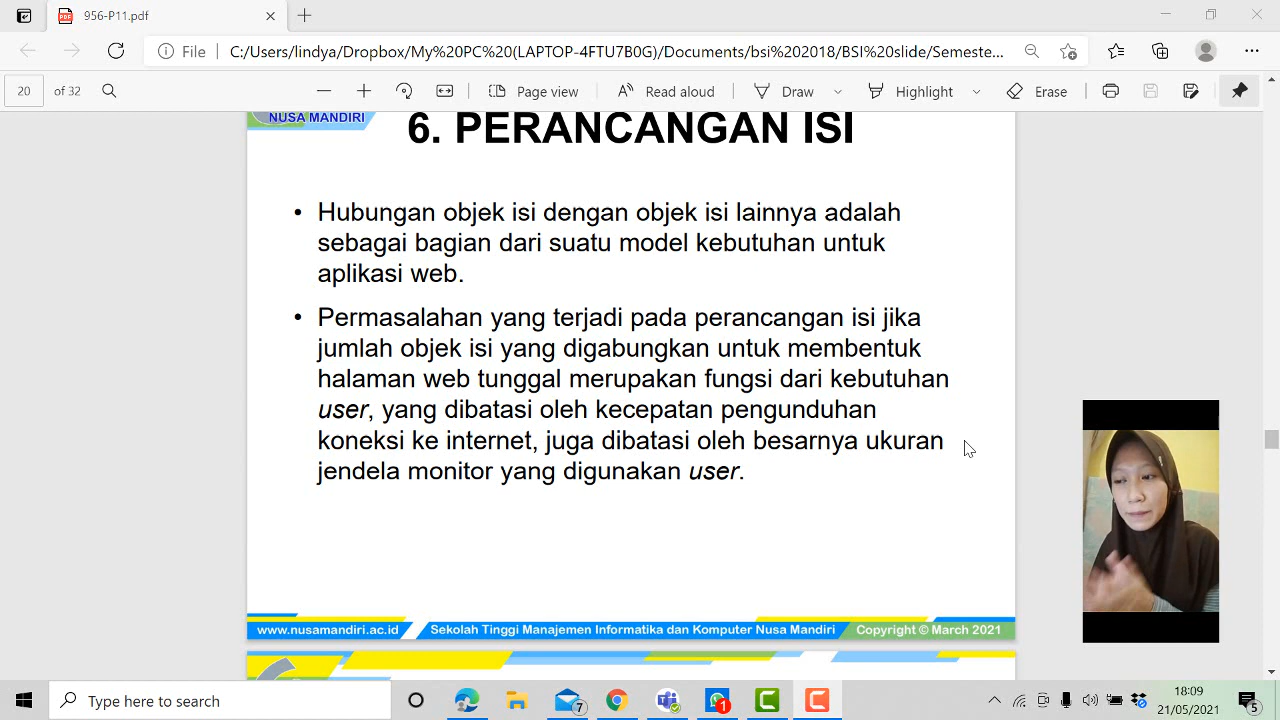 956-P11.pdf
File C:/Users/lindya/Dropbox/My%20PC%20(LAPTOP-4FTU7B0G)/Documents/bsi%202018/BSI%20slide/Semeste...
20 of 32 Page view Read aloud Draw Highlight Erase
NUSA MANDIRI
6. PERANCANGAN ISI
• Hubungan objek isi dengan objek isi lainnya adalah
sebagai bagian dari suatu model kebutuhan untuk
aplikasi web.
• Permasalahan yang terjadi pada perancangan isi jika
jumlah objek isi yang digabungkan untuk membentuk
halaman web tunggal merupakan fungsi dari kebutuhan
user, yang dibatasi oleh kecepatan pengunduhan
koneksi ke internet, juga dibatasi oleh besarnya ukuran
jendela monitor yang digunakan user.
www.nusamandiri.ac.id Sekolah Tinggi Manajemen Informatika dan Komputer Nusa Mandiri Copyright © March 2021
Type here to search 7 1 18:09
21/05/2021 5